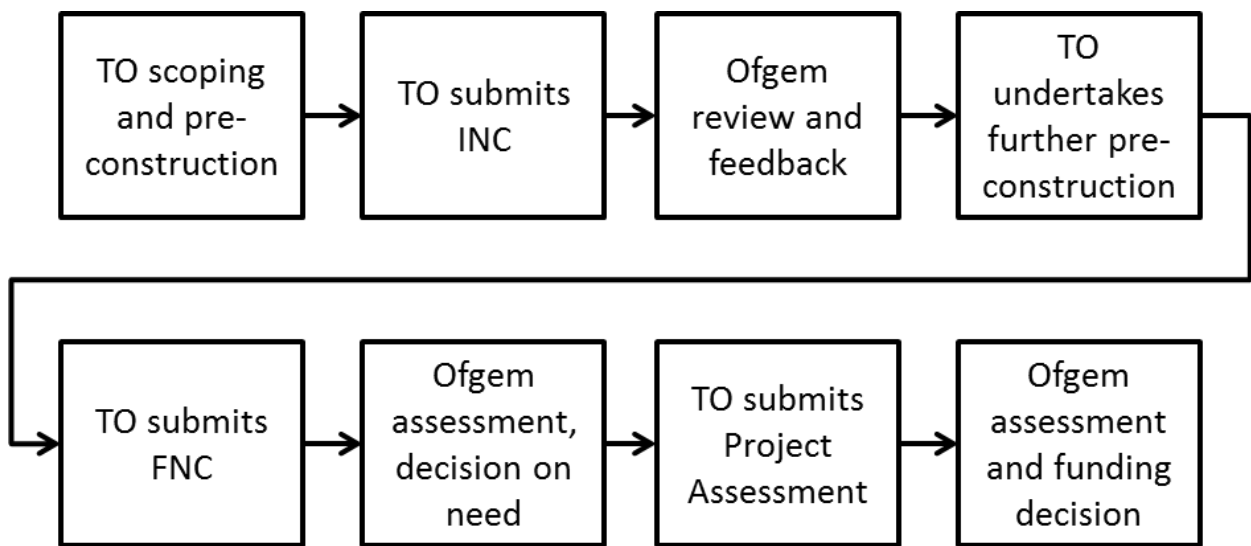 TO scoping
and pre-
construction
TO submits
INC
Ofgem
review and
feedback
TO
undertakes
further pre-
construction
TO submits
FNC
Ofgem
assessment,
decision on
need
TO submits
Project
Assessment
Ofgem
assessment
and funding
decision